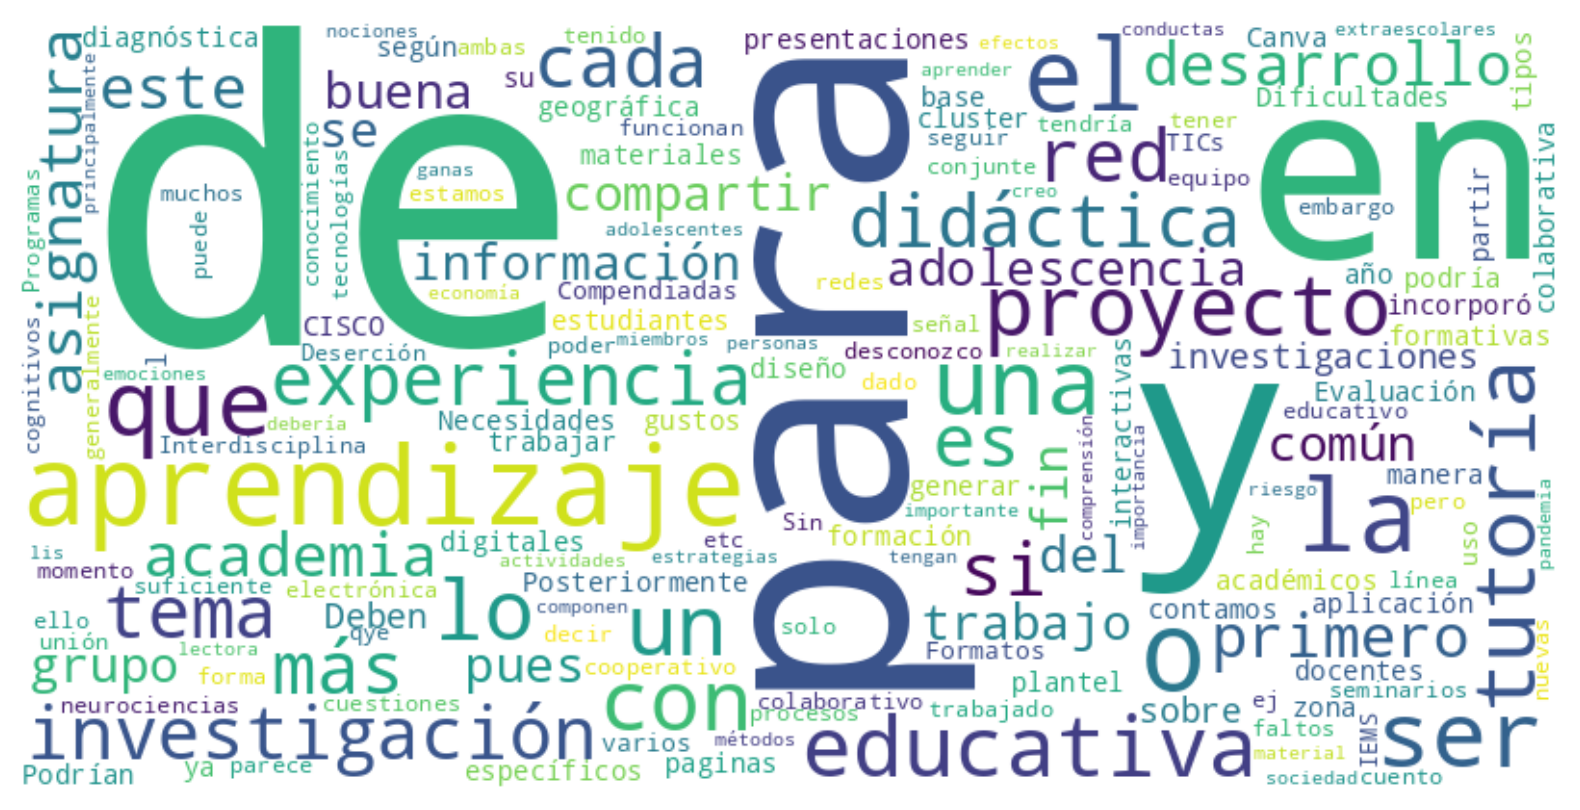 de
para
en
y
aprendizaje
experiencia
investigación
educativa
proyecto
didáctica
tutoría
asignatura
desarrollo
el
la
ser
que
con
una
un
lo
o
es
si
red
cada
este
buena
se
su
tema
más
academia
grupo
pues
compartir
información
adolescencia
común
primero
trabajo
del
fin
diagnóstica
nociones
según
ambas
tenido
presentaciones
efectos
conductas
Canva
extraescolares
tipos
aprender
base
Dificultades
geográfica
cluster
tendría
tener
TICs
funcionan
seguir
materiales
conjunte
equipo
creo
embargo
partir
colaborativa
principalmente
Programas
muchos
puede
conocimiento
tecnologías
ganas
estamos
adolescentes
economía
Compendiadas
redes
año
podría
incorporó
CISCO
estudiantes
señal
formativas
Deserción
poder
miembros
personas
desconozco
realizar
diseño
dado
interactivas
investigaciones
cognitivos
generalmente
emociones
él
debería
Necesidades
gustos
Interdisciplina
trabajar
Evaluación
educativo
comprensión
importancia
manera
generar
importante
riesgo
pero
pandemia
Sin
formación
hay
uso
lis
momento
etc
digitales
actividades
estrategias
tengan
suficiente
electrónica
Posteriormente
académicos
línea
ello
Deben
qye
componen
solo
contamos
aplicación
unión
lectora
decir
Formatos
docentes
nuevas
forma
cooperativo
plantel
seminarios
neurociencias
cuestiones
colaborativo
procesos
trabajado
sobre
ej
zona
faltos
IEMS
varios
métodos
material
Podrían
ya
parece
específicos
paginas
sociedad
cuento